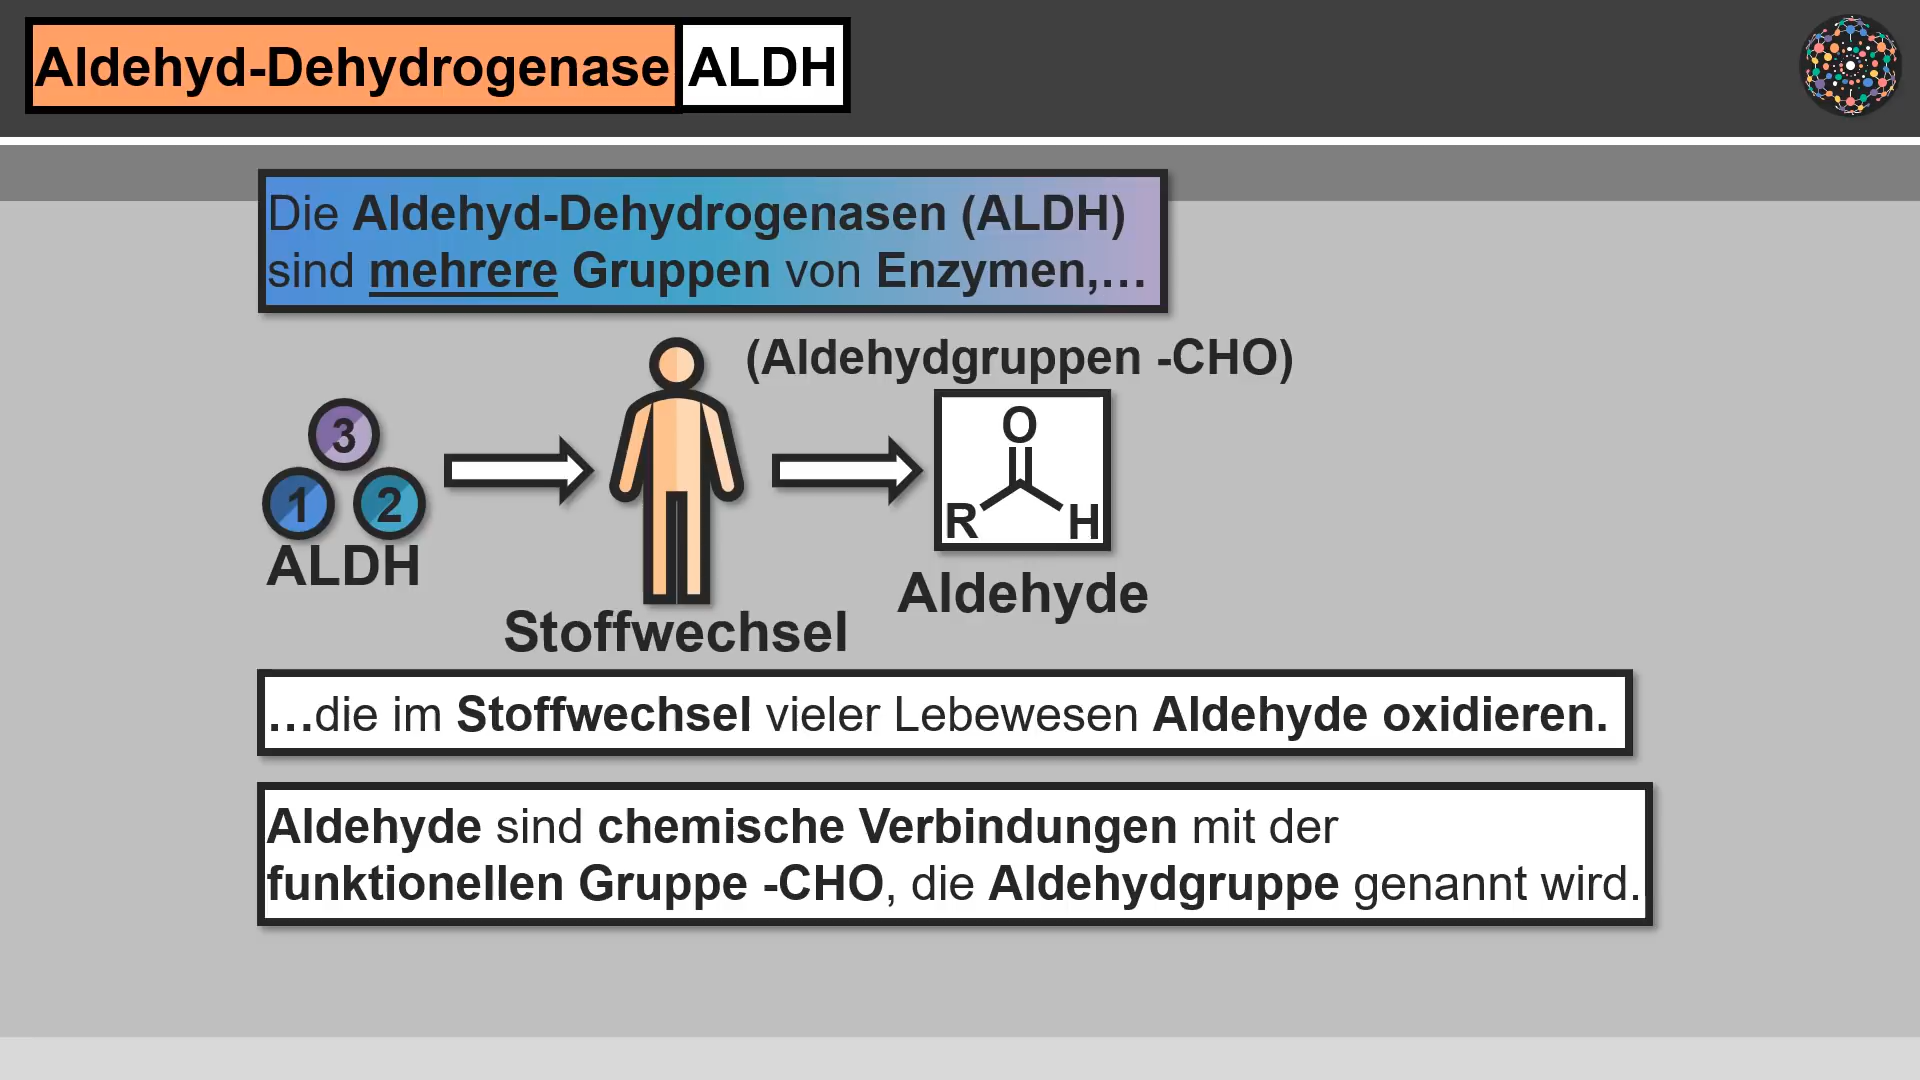 Aldehyd-Dehydrogenase ALDH
Die Aldehyd-Dehydrogenasen (ALDH)
sind mehrere Gruppen von Enzymen,...
(Aldehydgruppen -CHO)
3
1 2
ALDH
O
R H
Aldehyde
Stoffwechsel
...die im Stoffwechsel vieler Lebewesen Aldehyde oxidieren.
Aldehyde sind chemische Verbindungen mit der
funktionellen Gruppe -CHO, die Aldehydgruppe genannt wird.